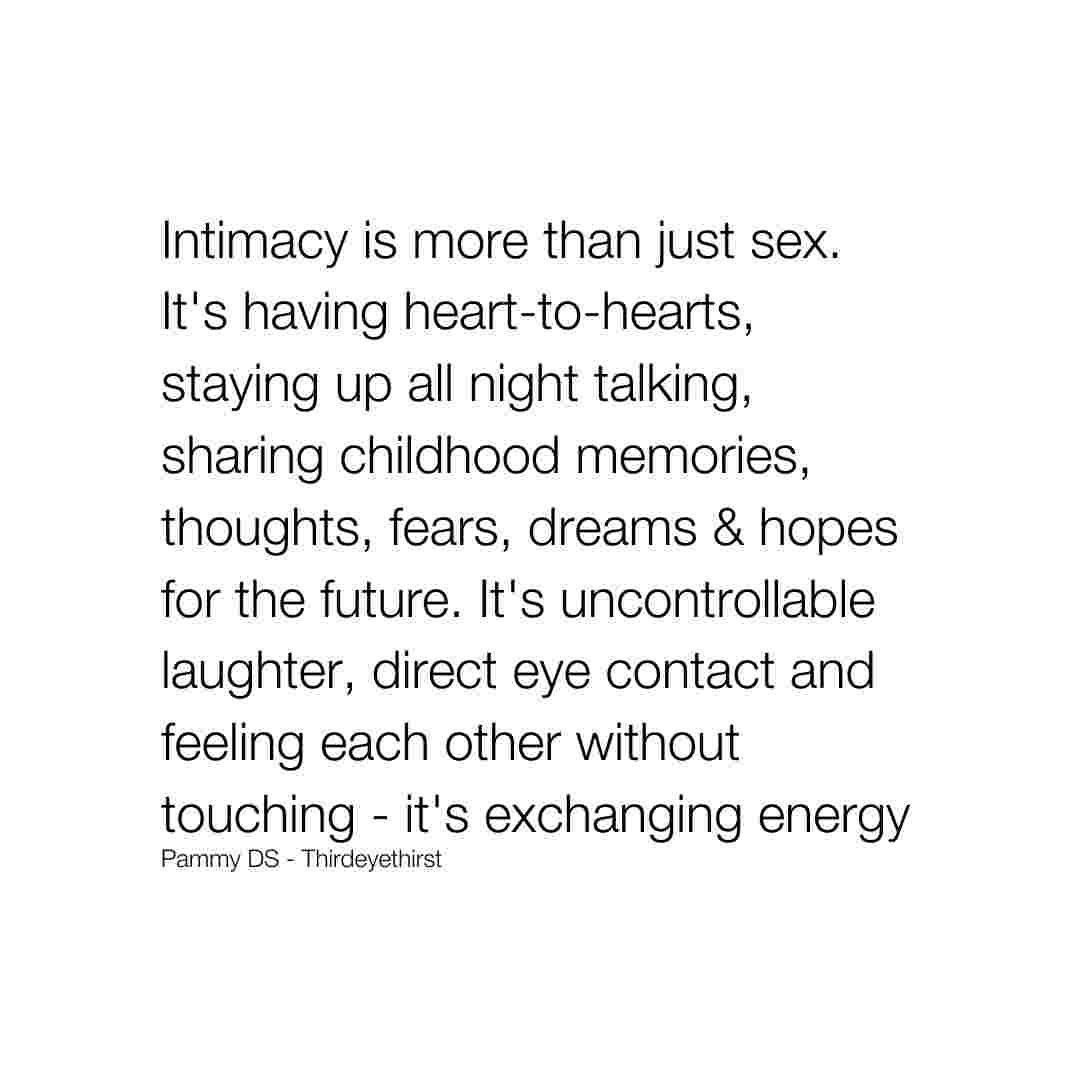 Intimacy is more than just sex.
It's having heart-to-hearts,
staying up all night talking,
sharing childhood memories,
thoughts, fears, dreams & hopes
for the future. It's uncontrollable
laughter, direct eye contact and
feeling each other without
touching - it's exchanging energy
Pammy DS - Thirdeyethirst